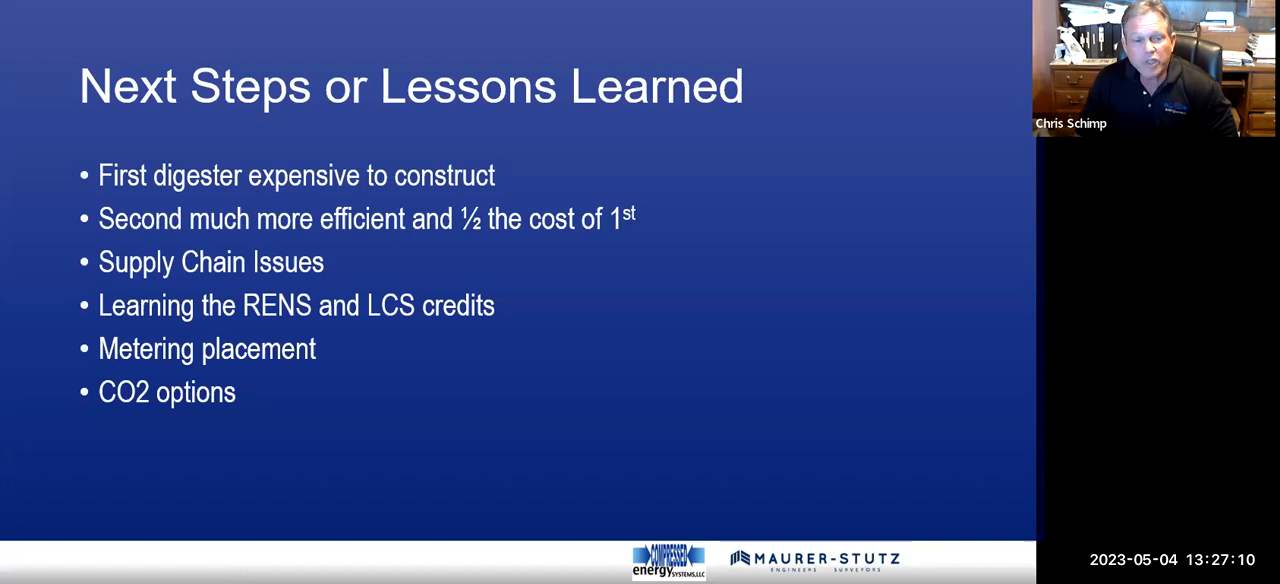 Next Steps or Lessons Learned
• First digester expensive to construct
• Second much more efficient and ½ the cost of 1st
• Supply Chain Issues
• Learning the RENS and LCS credits
• Metering placement
• CO2 options
Chris Schimp
COMPRESSED
energy SYSTEMS, LLC
MAURER-STUTZ
ENGINEERS SURVEYORS
2023-05-04 13:27:10